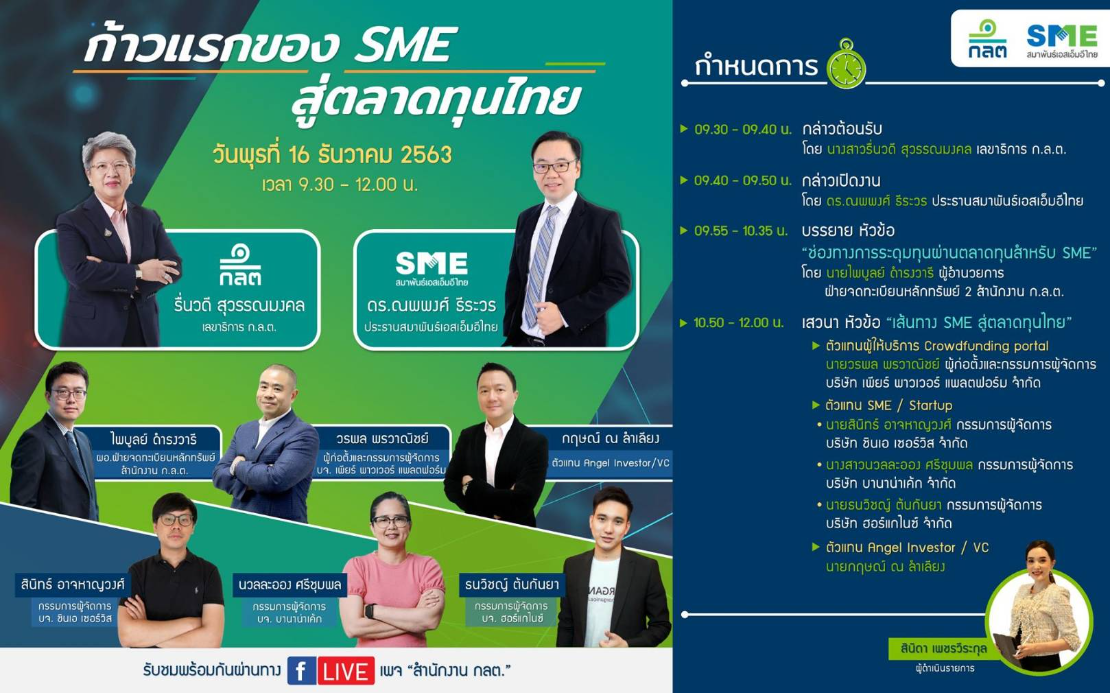 ก้าวแรกของ SME
สู่ตลาดทุนไทย
วันพุธที่ 16 ธันวาคม 2563
เวลา 9.30 - 12.00 น.
กลต
รื่นวดี สุวรรณมงคล
เลขาธิการ ก.ล.ต.
SME
สมาพันธ์เอสเอ็มอีไทย
ดร.ณพพงศ์ ธีระวร
ประธานสมาพันธ์เอสเอ็มอีไทย
ไพบูลย์ ดำรงวารี
ผอ.ฝ่ายจดทะเบียนหลักทรัพย์
สำนักงาน ก.ล.ต.
วรพล พรวาณิชย์
ผู้ก่อตั้งและกรรมการผู้จัดการ
บจ. เพียร์ พาวเวอร์ แพลตฟอร์ม
กฤษณ์ ณ ลำเลียง
ตัวแทน Angel Investor/VC
สินิทธ์ อาจหาญวงศ์
กรรมการผู้จัดการ
บจ. ชินเอ เซอร์วิส
นวลละออง ศรีชุมพล
กรรมการผู้จัดการ
บจ. บานาน่าเค้ก
ธนวิชญ์ ต้นกันยา
กรรมการผู้จัดการ
บจ. ฮอร์แกไนซ์
รับชมพร้อมกันผ่านทาง f LIVE เพจ “สำนักงาน กลต.”
กลต
SME
สมาพันธ์เอสเอ็มอีไทย
กำหนดการ
09.30 - 09.40 น. กล่าวต้อนรับ
โดย นางสาวรื่นวดี สุวรรณมงคล เลขาธิการ ก.ล.ต.
09.40 - 09.50 น. กล่าวเปิดงาน
โดย ดร.ณพพงศ์ ธีระวร ประธานสมาพันธ์เอสเอ็มอีไทย
09.55 - 10.35 น. บรรยาย หัวข้อ
“ช่องทางการระดมทุนผ่านตลาดทุนสำหรับ SME”
โดย นายไพบูลย์ ดำรงวารี ผู้อำนวยการ
ฝ่ายจดทะเบียนหลักทรัพย์ 2 สำนักงาน ก.ล.ต.
10.50 - 12.00 น. เสวนา หัวข้อ “เส้นทาง SME สู่ตลาดทุนไทย”
ตัวแทนผู้ให้บริการ Crowdfunding portal
นายวรพล พรวาณิชย์ ผู้ก่อตั้งและกรรมการผู้จัดการ
บริษัท เพียร์ พาวเวอร์ แพลตฟอร์ม จำกัด
ตัวแทน SME / Startup
• นายสินิทธ์ อาจหาญวงศ์ กรรมการผู้จัดการ
บริษัท ชินเอ เซอร์วิส จำกัด
• นางสาวนวลละออง ศรีชุมพล กรรมการผู้จัดการ
บริษัท บานาน่าเค้ก จำกัด
• นายธนวิชญ์ ต้นกันยา กรรมการผู้จัดการ
บริษัท ฮอร์แกไนซ์ จำกัด
ตัวแทน Angel Investor / VC
นายกฤษณ์ ณ ลำเลียง
สินิดา เพชรวีระกุล
ผู้ดำเนินรายการ